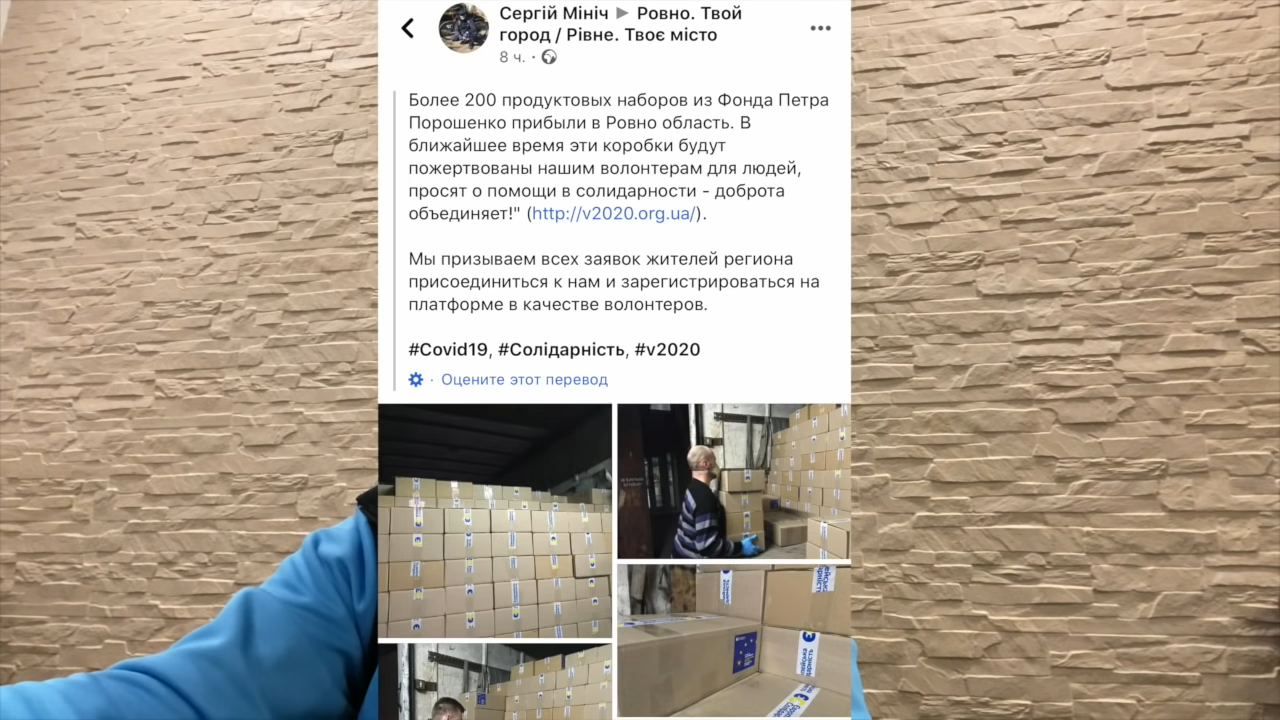 Сергій Мініч ▶ Ровно. Твой
город / Рівне. Твоє місто
8 ч. ·
Более 200 продуктовых наборов из Фонда Петра
Порошенко прибыли в Ровно область. В
ближайшее время эти коробки будут
пожертвованы нашим волонтерам для людей,
просят о помощи в солидарности - доброта
объединяет!" (http://v2020.org.ua/).
Мы призываем всех заявок жителей региона
присоединиться к нам и зарегистрироваться на
платформе в качестве волонтеров.
#Covid19, #Солідарність, #v2020
· Оцените этот перевод